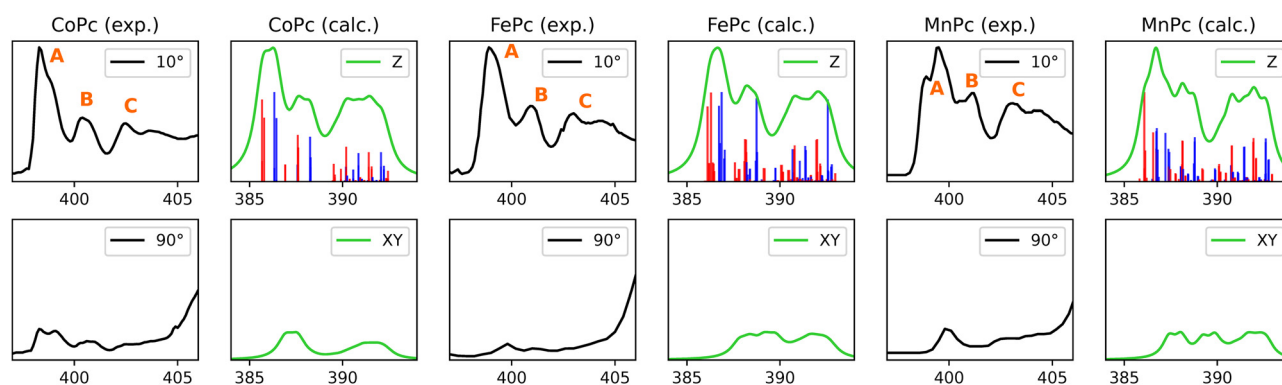 CoPc (exp.) CoPc (calc.) FePc (exp.) FePc (calc.) MnPc (exp.) MnPc (calc.)
A 10° Z A 10° Z 10° Z
B C B C A B C
400 405 385 390 400 405 385 390 400 405 385 390
90° XY 90° XY 90° XY
400 405 385 390 400 405 385 390 400 405 385 390